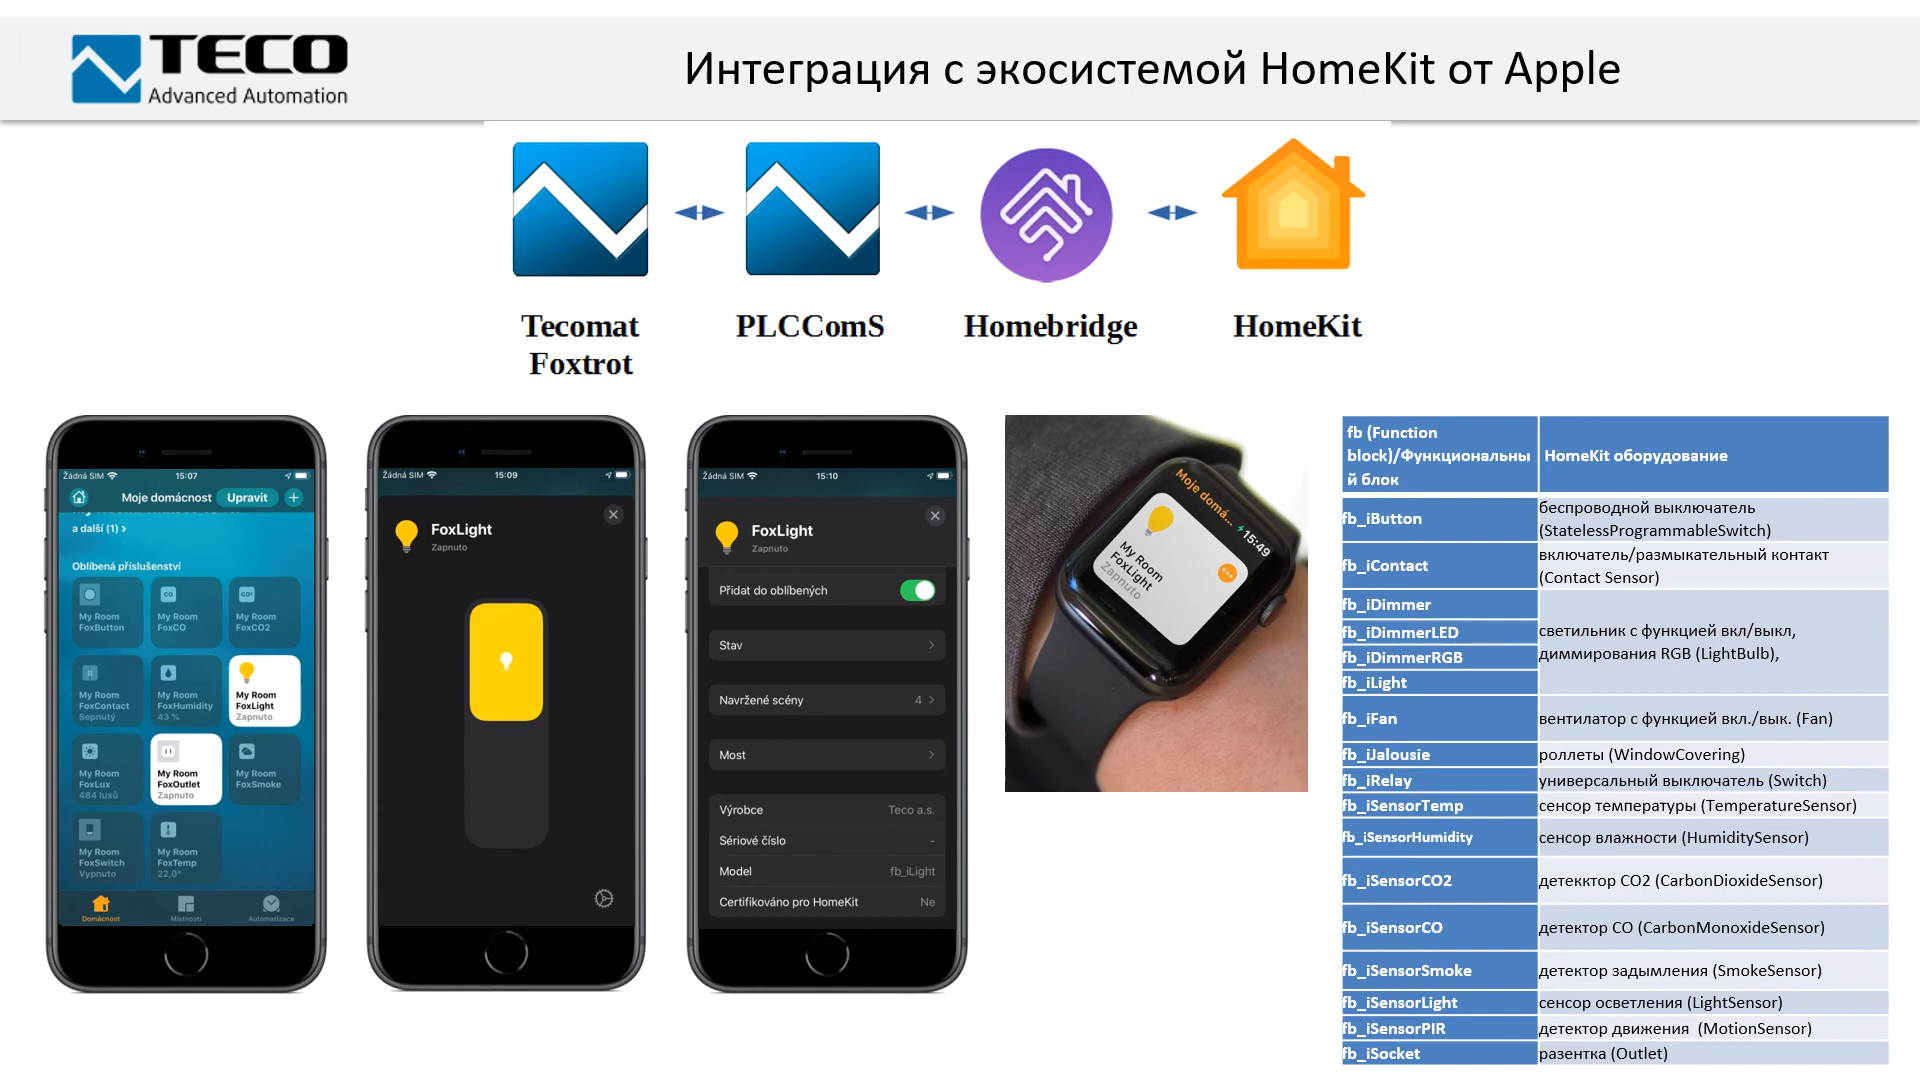 TECO
Advanced Automation
Интеграция с экосистемой HomeKit от Apple
Tecomat
Foxtrot
PLCComS
Homebridge
HomeKit
Žádná SIM
15:07
Moje domácnost
Upravit
a další (1) >
Oblíbená příslušenství
My Room
FoxButton
CO
My Room
FoxCO
My Room
FoxCO2
My Room
FoxContact
Sepnutý
My Room
FoxHumidity
43 %
My Room
FoxLight
Zapnuto
My Room
FoxLux
484 luxů
My Room
FoxOutlet
Zapnuto
My Room
FoxSmoke
My Room
FoxSwitch
Vypnuto
My Room
FoxTemp
22,0°
Domácnost
Místnosti
Automatizace
Žádná SIM
15:09
FoxLight
Zapnuto
Žádná SIM
15:10
FoxLight
Zapnuto
Přidat do oblíbených
Stav
Navržené scény
4
Most
Výrobce
Teco a.s.
Sériové číslo
-
Model
fb_iLight
Certifikováno pro HomeKit
Ne
Moje domá...
15:49
My Room
FoxLight
Zapnuto
fb (Function
block)/Функциональны
й блок
HomeKit оборудование
fb_iButton
беспроводной выключатель
(StatelessProgrammableSwitch)
fb_iContact
включатель/размыкательный контакт
(Contact Sensor)
fb_iDimmer
fb_iDimmerLED
fb_iDimmerRGB
fb_iLight
светильник с функцией вкл/выкл,
диммирования RGB (LightBulb),
fb_iFan
вентилятор с функцией вкл./вык. (Fan)
fb_iJalousie
роллеты (WindowCovering)
fb_iRelay
универсальный выключатель (Switch)
fb_iSensorTemp
сенсор температуры (TemperatureSensor)
fb_iSensorHumidity
сенсор влажности (HumiditySensor)
fb_iSensorCO2
детекктор CO2 (CarbonDioxideSensor)
fb_iSensorCO
детектор CO (CarbonMonoxideSensor)
fb_iSensorSmoke
детектор задымления (SmokeSensor)
fb_iSensorLight
сенсор осветления (LightSensor)
fb_iSensorPIR
детектор движения (MotionSensor)
fb_iSocket
разентка (Outlet)